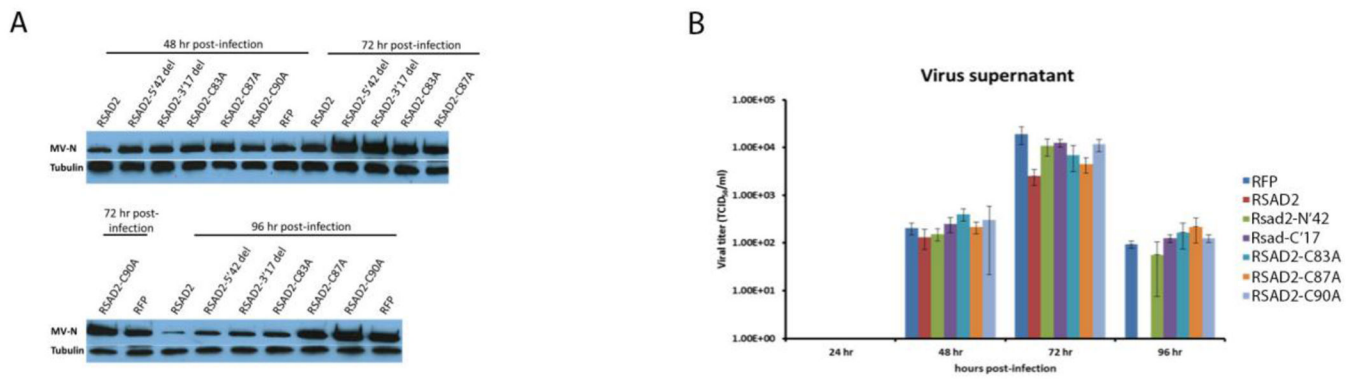 A
48 hr post-infection
72 hr post-infection
RSAD2
RSAD2-5'42 del
RSAD2-3'17 del
RSAD2-C83A
RSAD2-C87A
RSAD2-C90A
RFP
RSAD2
RSAD2-5'42 del
RSAD2-3'17 del
RSAD2-C83A
RSAD2-C87A
MV-N
Tubulin
72 hr post-
infection
96 hr post-infection
RSAD2-C90A
RFP
RSAD2
RSAD2-5'42 del
RSAD2-3'17 del
RSAD2-C83A
RSAD2-C87A
RSAD2-C90A
RFP
MV-N
Tubulin
B
Virus supernatant
Viral titer (TCID50/ml)
1.00E+05
1.00E+04
1.00E+03
1.00E+02
1.00E+01
1.00E+00
24 hr
48 hr
72 hr
96 hr
hours post-infection
RFP
RSAD2
Rsad2-N'42
Rsad-C'17
RSAD2-C83A
RSAD2-C87A
RSAD2-C90A